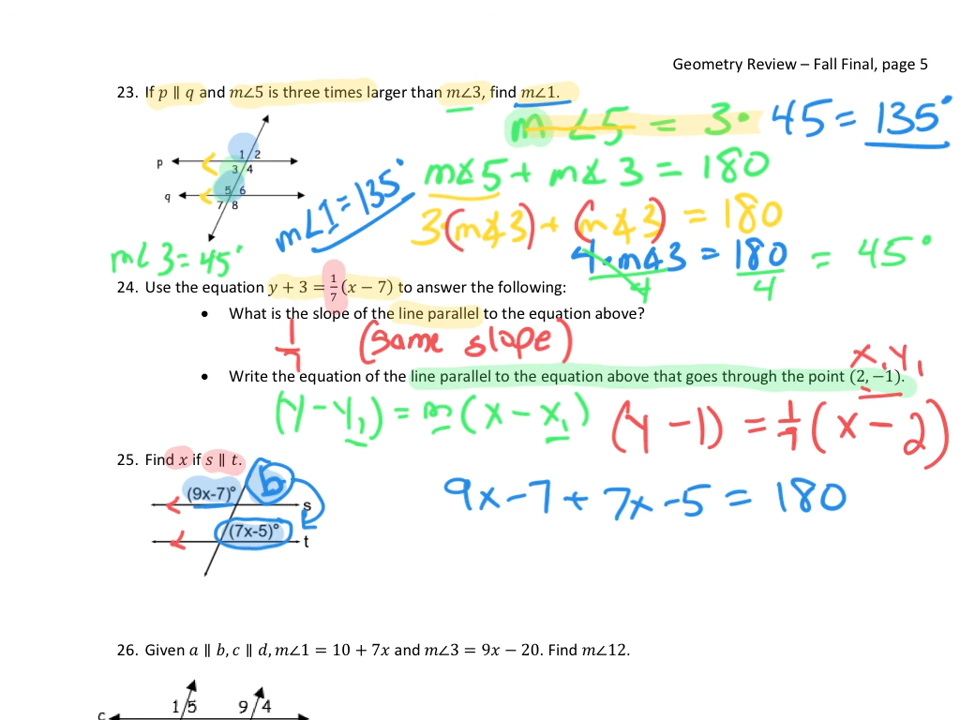 Geometry Review – Fall Final, page 5
23. If p ∥ q and m∠5 is three times larger than m∠3, find m∠1.
m∠5 = 3• 45 = 135°
1 2
p
3 4
m∡5 + m∡3 = 180
q
5 6
7 8
m∠1=135°
3(m∡3) + (m∡3) = 180
m∠3=45°
4·m∡3 = 180 = 45°
4 4
24. Use the equation y + 3 = 1/7 (x − 7) to answer the following:
• What is the slope of the line parallel to the equation above?
1/7 (same slope)
x₁ y₁
• Write the equation of the line parallel to the equation above that goes through the point (2, −1).
(y-y₁) = m(x-x₁) (y-1) = 1/7(x-2)
25. Find x if s ∥ t.
(9x-7)° b
s
9x-7 + 7x-5 = 180
(7x-5)°
t
26. Given a ∥ b, c ∥ d, m∠1 = 10 + 7x and m∠3 = 9x − 20. Find m∠12.
1 5 9 4
c